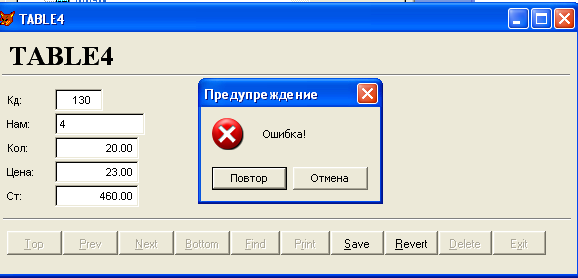 TABLE4
TABLE4
Кд: 130
Нам: 4
Кол: 20.00
Цена: 23.00
Ст: 460.00
Предупреждение
Ошибка!
Повтор Отмена
Top Prev Next Bottom Find Print Save Revert Delete Exit